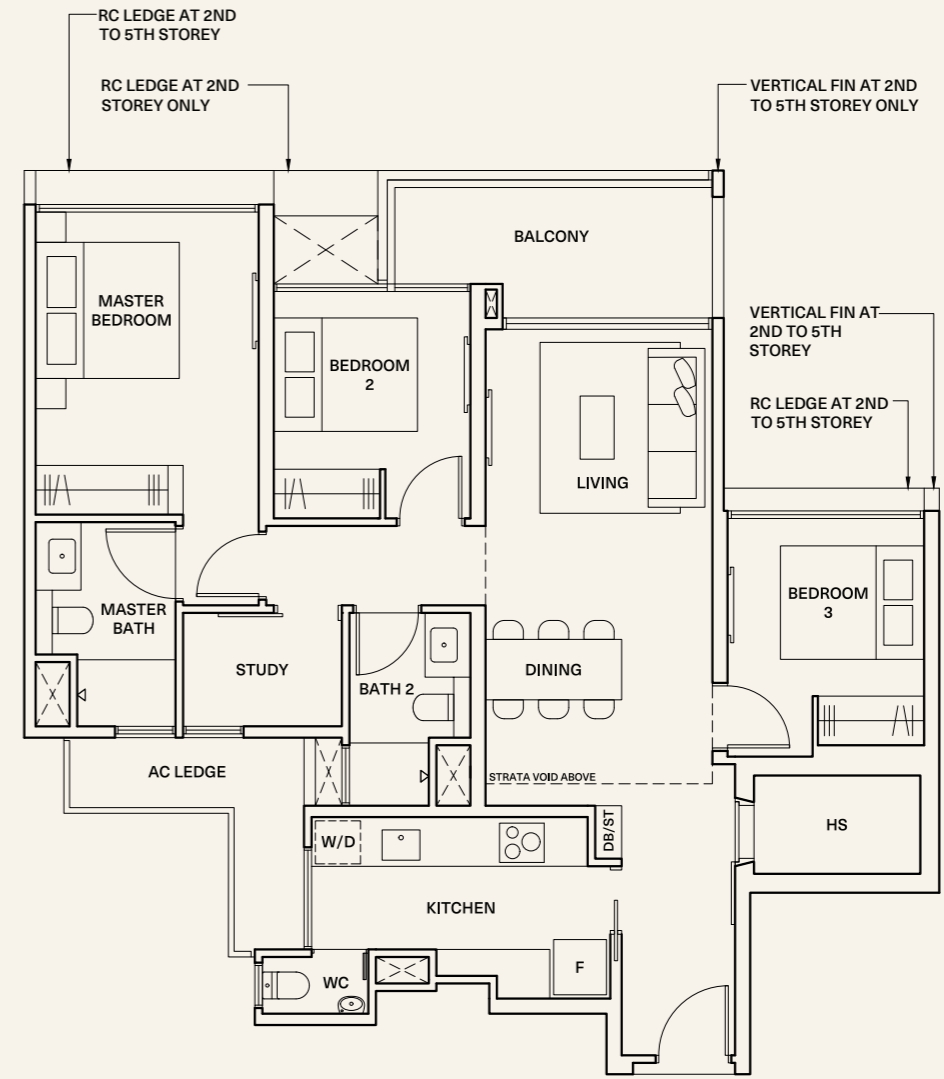 RC LEDGE AT 2ND
TO 5TH STOREY
RC LEDGE AT 2ND
STOREY ONLY
VERTICAL FIN AT 2ND
TO 5TH STOREY ONLY
BALCONY
MASTER
BEDROOM
VERTICAL FIN AT
2ND TO 5TH
STOREY
BEDROOM
2
RC LEDGE AT 2ND
TO 5TH STOREY
LIVING
BEDROOM
3
MASTER
BATH
STUDY
DINING
BATH 2
AC LEDGE
STRATA VOID ABOVE
W/D
DB/ST
HS
KITCHEN
F
WC